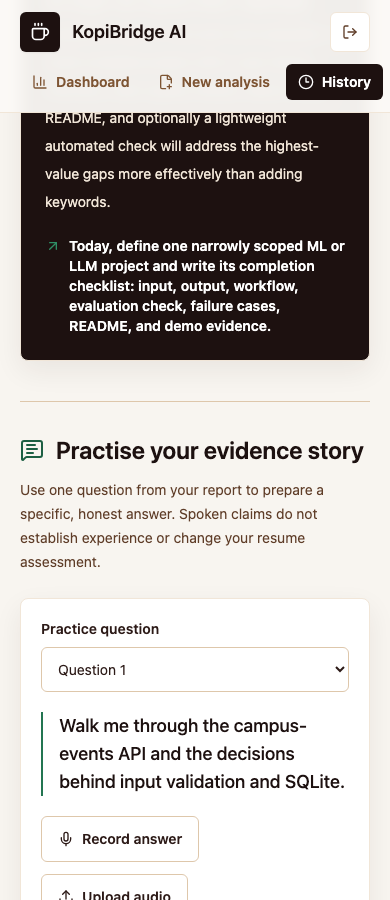 KopiBridge AI
Dashboard
New analysis
History
README, and optionally a lightweight
automated check will address the highest-
value gaps more effectively than adding
keywords.
Today, define one narrowly scoped ML or
LLM project and write its completion
checklist: input, output, workflow,
evaluation check, failure cases,
README, and demo evidence.
Practise your evidence story
Use one question from your report to prepare a
specific, honest answer. Spoken claims do not
establish experience or change your resume
assessment.
Practice question
Question 1
Walk me through the campus-
events API and the decisions
behind input validation and SQLite.
Record answer
Upload audio